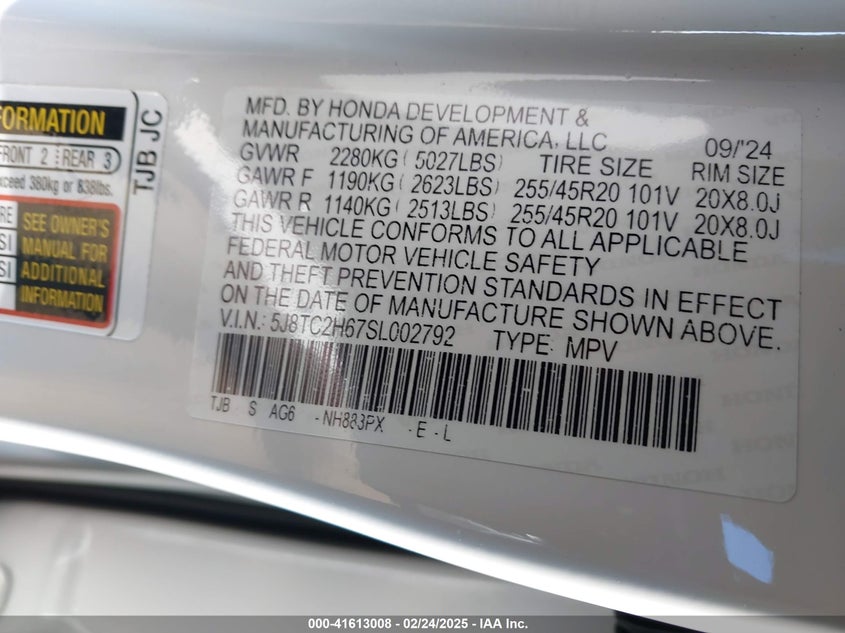 FORMATION
FRONT 2 REAR 3
exceed 380kg or 838lbs.
RE
SI
SI
SEE OWNER'S
MANUAL FOR
ADDITIONAL
INFORMATION
TJB JC
MFD. BY HONDA DEVELOPMENT &
MANUFACTURING OF AMERICA, LLC 09/'24
GVWR 2280KG ( 5027LBS) TIRE SIZE RIM SIZE
GAWR F 1190KG ( 2623LBS) 255/45R20 101V 20X8.0J
GAWR R 1140KG ( 2513LBS) 255/45R20 101V 20X8.0J
THIS VEHICLE CONFORMS TO ALL APPLICABLE
FEDERAL MOTOR VEHICLE SAFETY
AND THEFT PREVENTION STANDARDS IN EFFECT
ON THE DATE OF MANUFACTURE SHOWN ABOVE.
V.I.N.: 5J8TC2H67SL002792 TYPE: MPV
TJB S AG6 -NH883PX -E-L
000-41613008 - 02/24/2025 - IAA Inc.